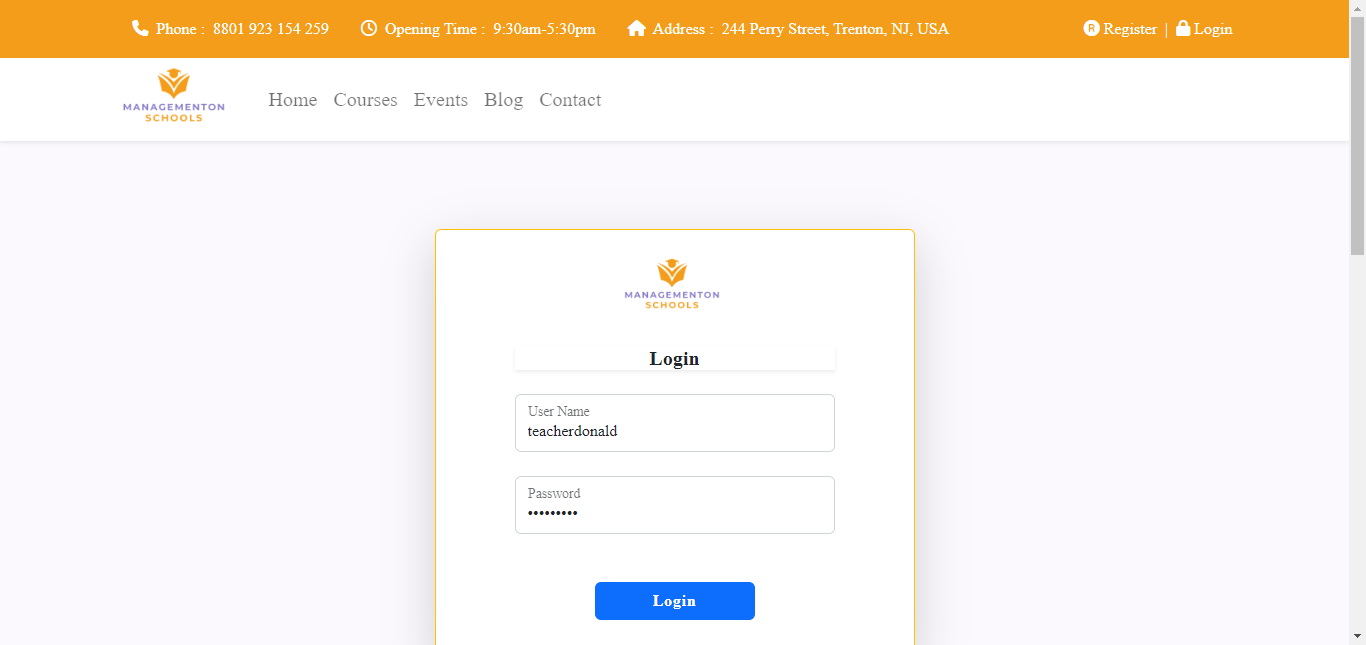 Phone : 8801 923 154 259 Opening Time : 9:30am-5:30pm Address : 244 Perry Street, Trenton, NJ, USA R Register | Login
MANAGEMENTON
SCHOOLS
Home Courses Events Blog Contact
MANAGEMENTON
SCHOOLS
Login
User Name
teacherdonald
Password
•••••••••
Login